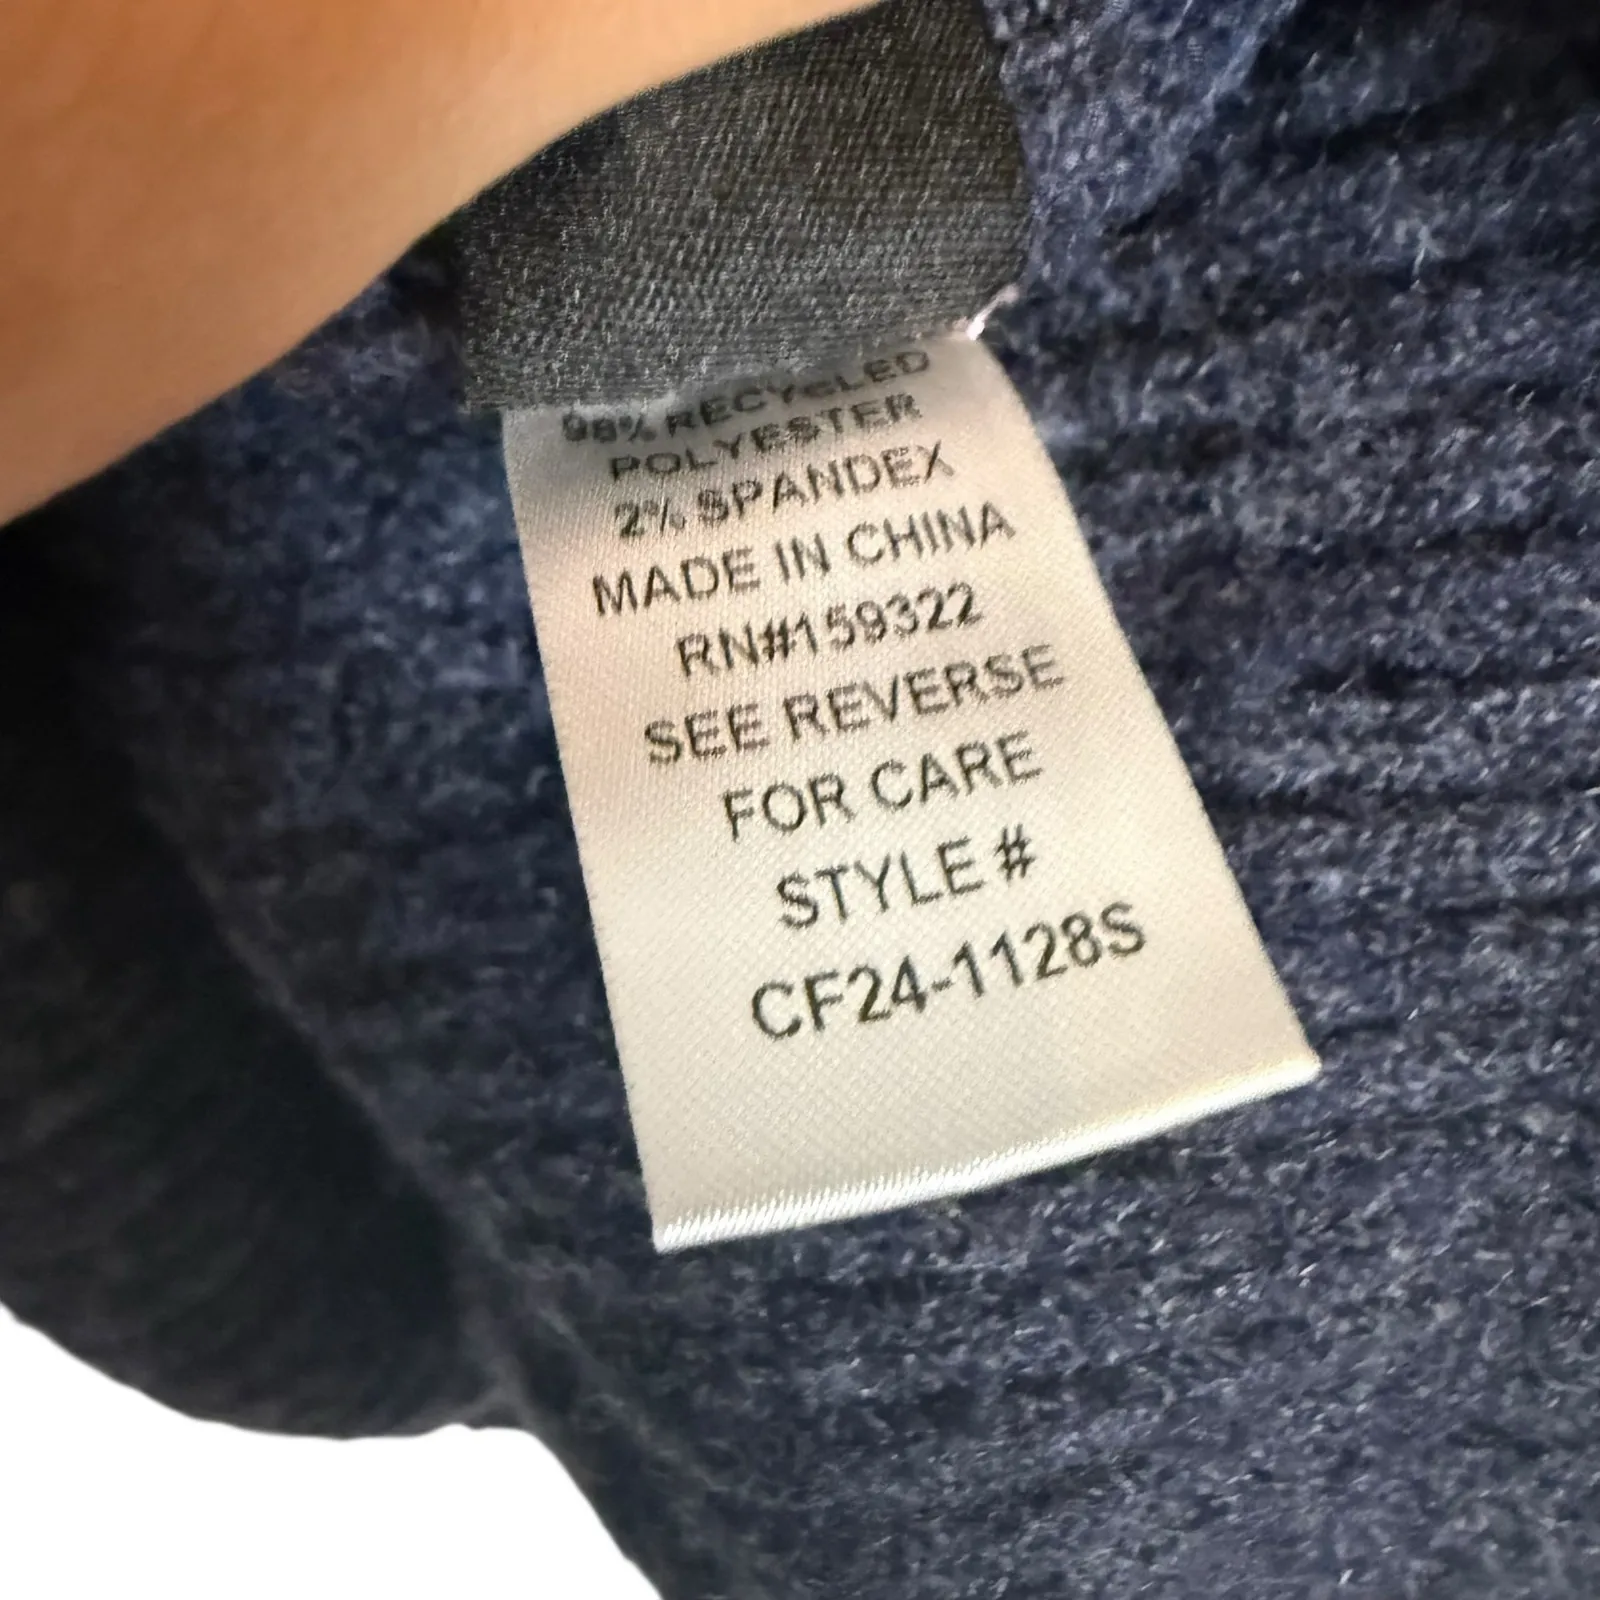 98% RECYCLED
POLYESTER
2% SPANDEX
MADE IN CHINA
RN#159322
SEE REVERSE
FOR CARE
STYLE #
CF24-1128S